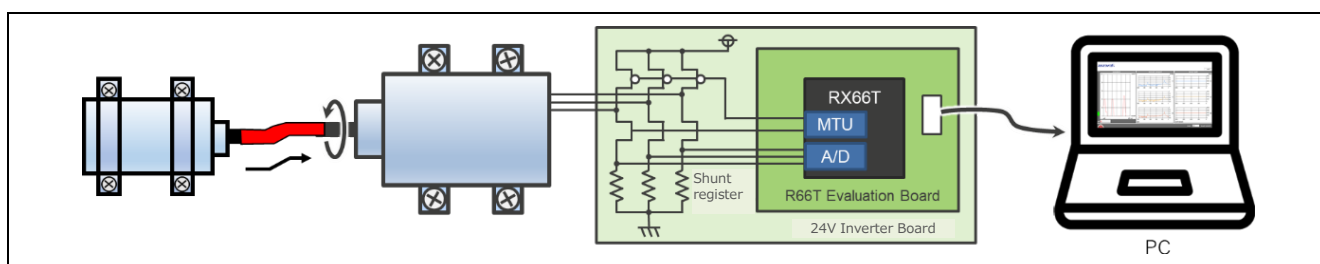 RX66T
MTU
A/D
Shunt
register
R66T Evaluation Board
24V Inverter Board
PC